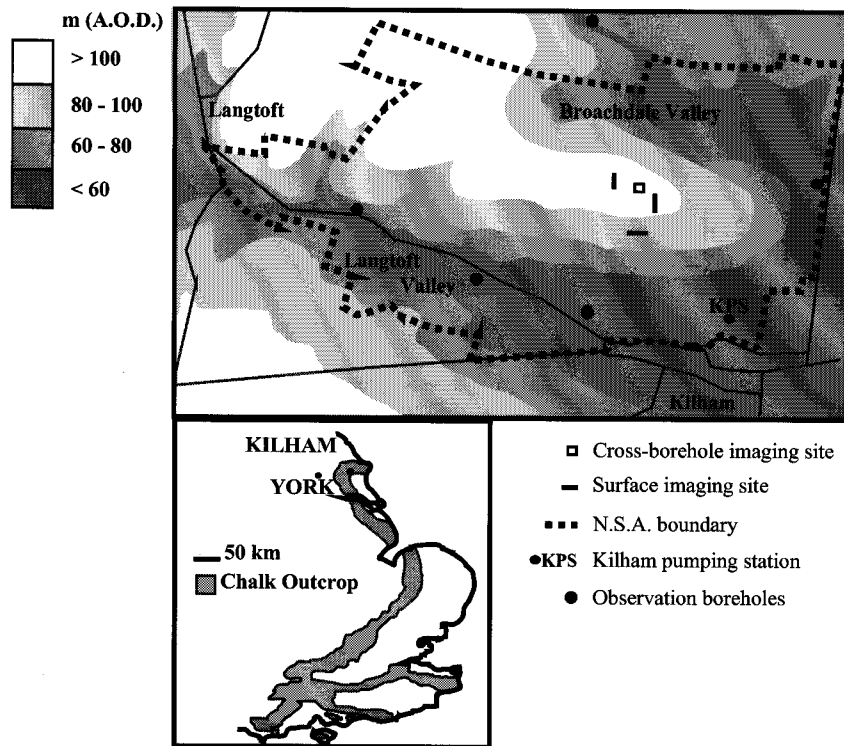 m (A.O.D.)
> 100
80 - 100
60 - 80
< 60
Langtoft
Broachdale Valley
Langtoft
Valley
KPS
Kilham
KILHAM
YORK
50 km
Chalk Outcrop
Cross-borehole imaging site
Surface imaging site
N.S.A. boundary
KPS Kilham pumping station
Observation boreholes